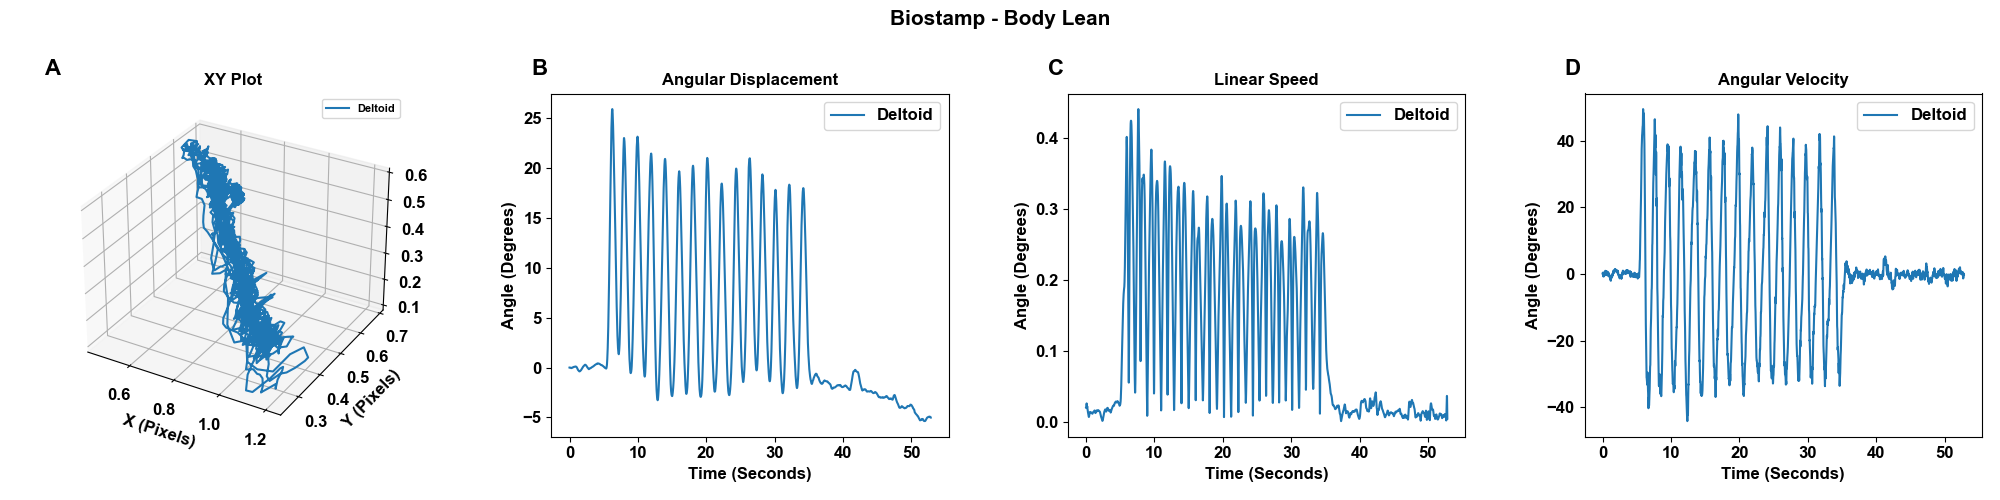 Biostamp - Body Lean
A
XY Plot
Deltoid
0.6
0.5
0.4
0.3
0.2
0.1
0.7
0.6
0.5
0.4
0.3
Y (Pixels)
0.6
0.8
1.0
1.2
X (Pixels)
B
Angular Displacement
Deltoid
Angle (Degrees)
25
20
15
10
5
0
−5
0 10 20 30 40 50
Time (Seconds)
C
Linear Speed
Deltoid
Angle (Degrees)
0.4
0.3
0.2
0.1
0.0
0 10 20 30 40 50
Time (Seconds)
D
Angular Velocity
Deltoid
Angle (Degrees)
40
20
0
−20
−40
0 10 20 30 40 50
Time (Seconds)